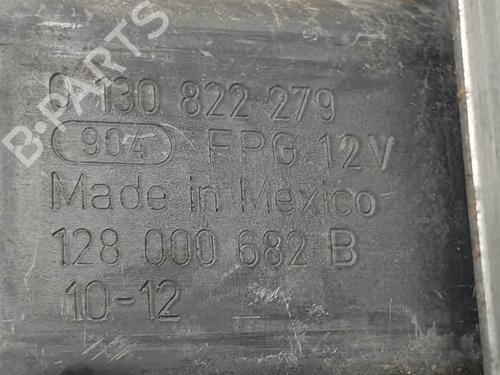 B-PARTS
0 130 822 279
904 FPG 12V
Made in Mexico
128 000 682 B
10-12